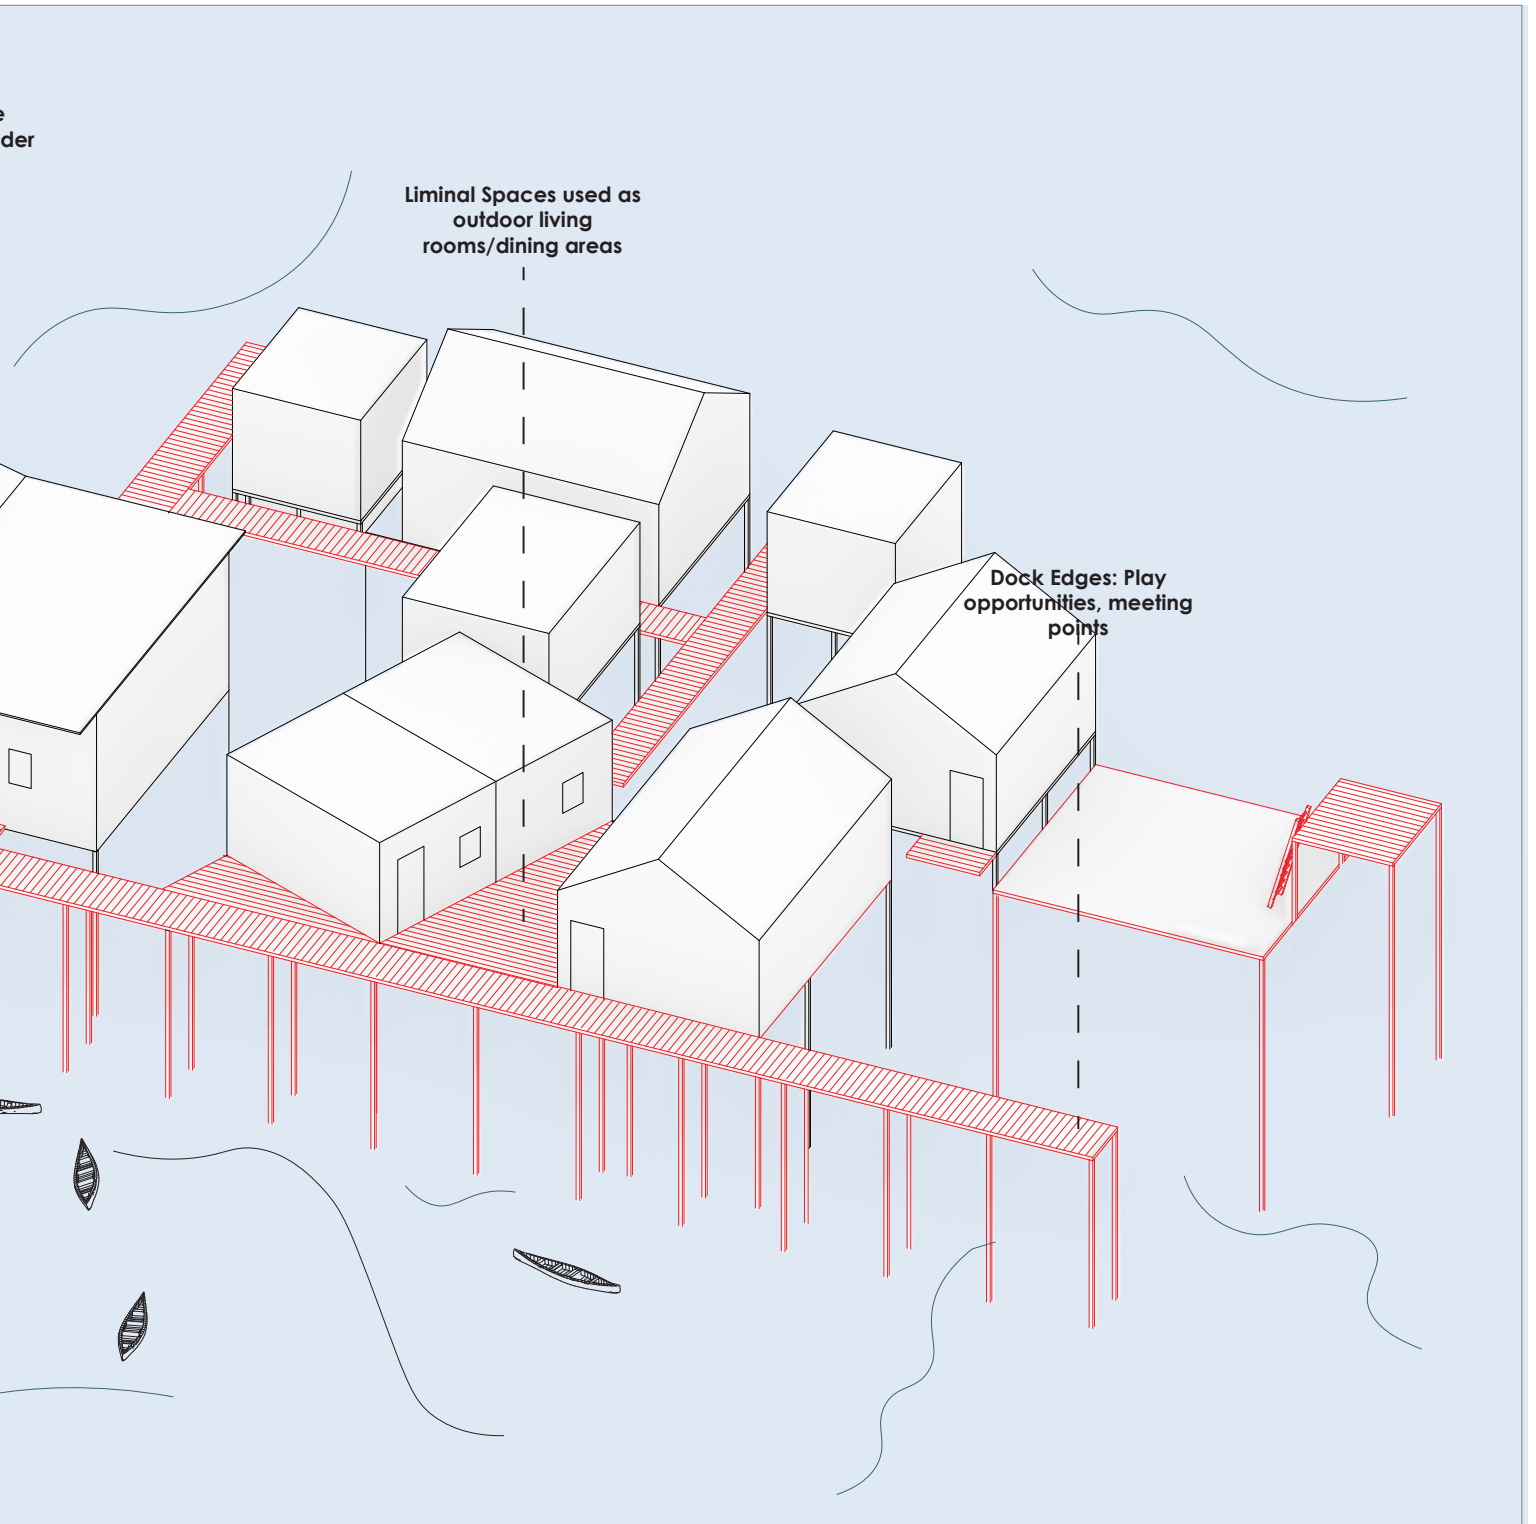 e
der
Liminal Spaces used as
outdoor living
rooms/dining areas
Dock Edges: Play
opportunities, meeting
points